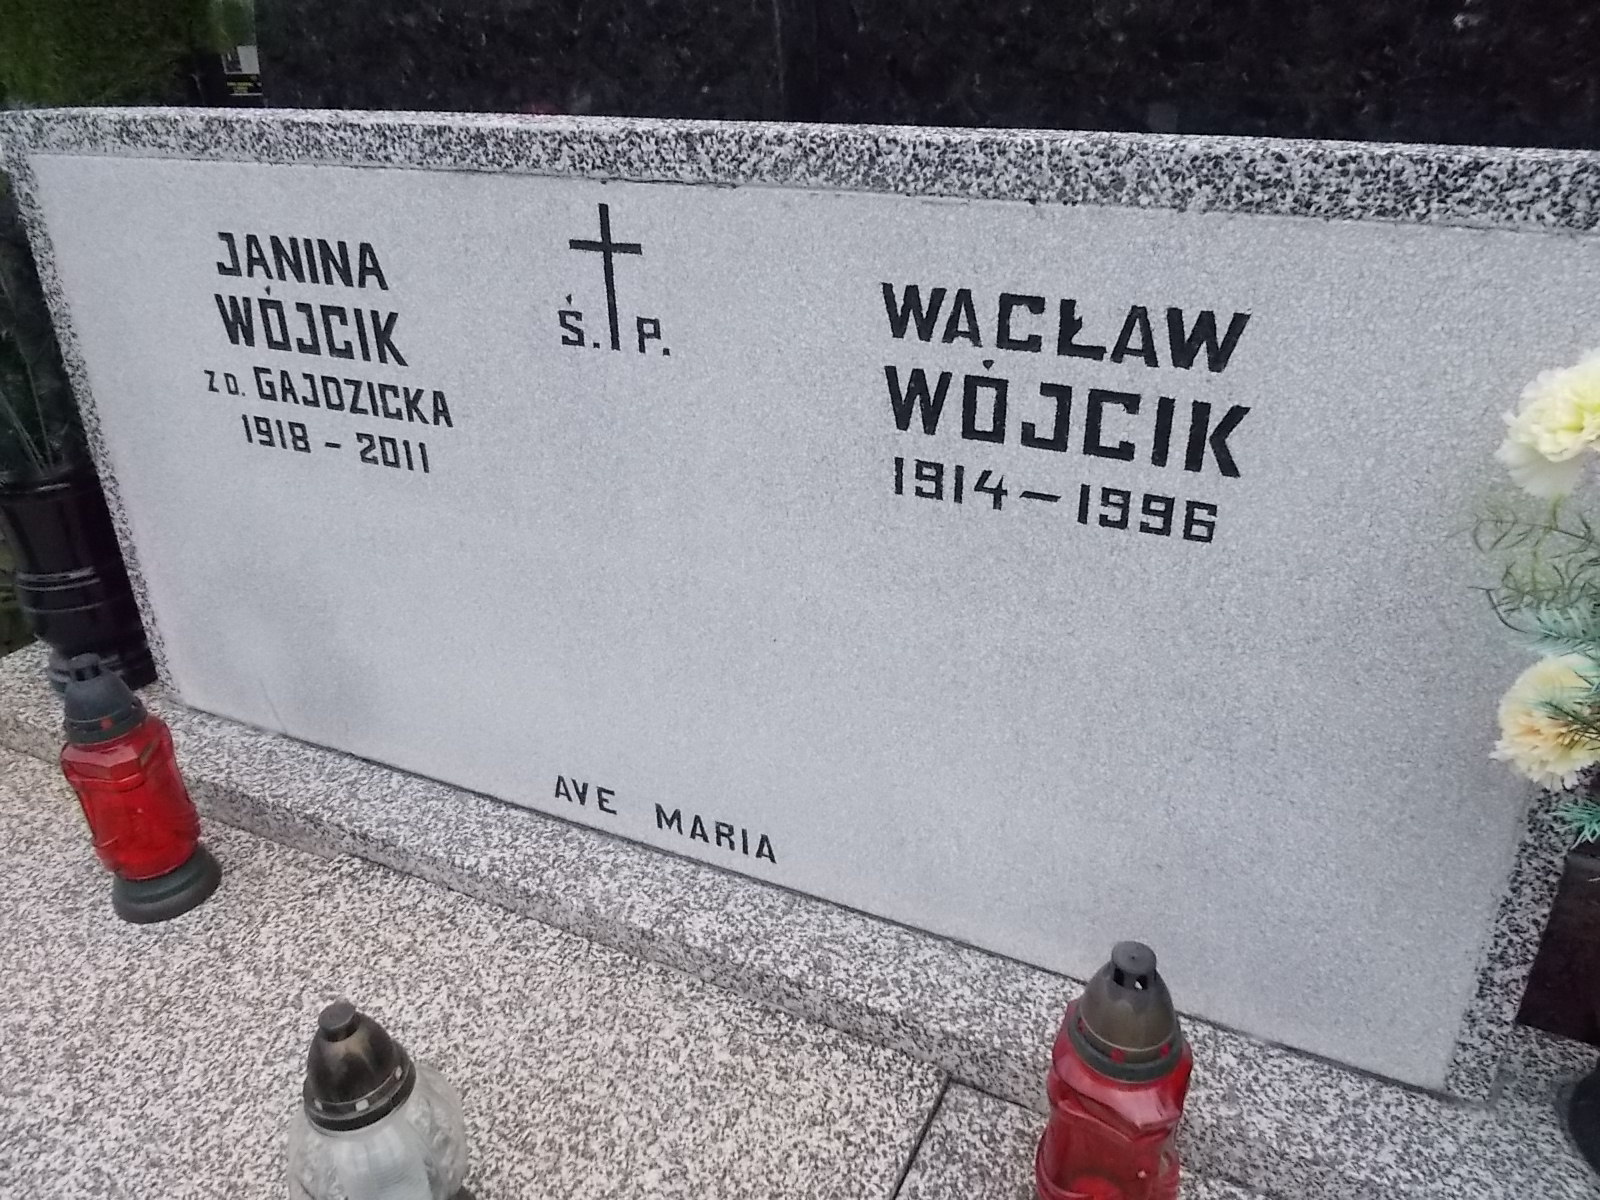 JANINA
WÓJCIK
Z D. GAJDZICKA
1918 - 2011
Ś. P.
WACŁAW
WÓJCIK
1914 - 1996
AVE MARIA